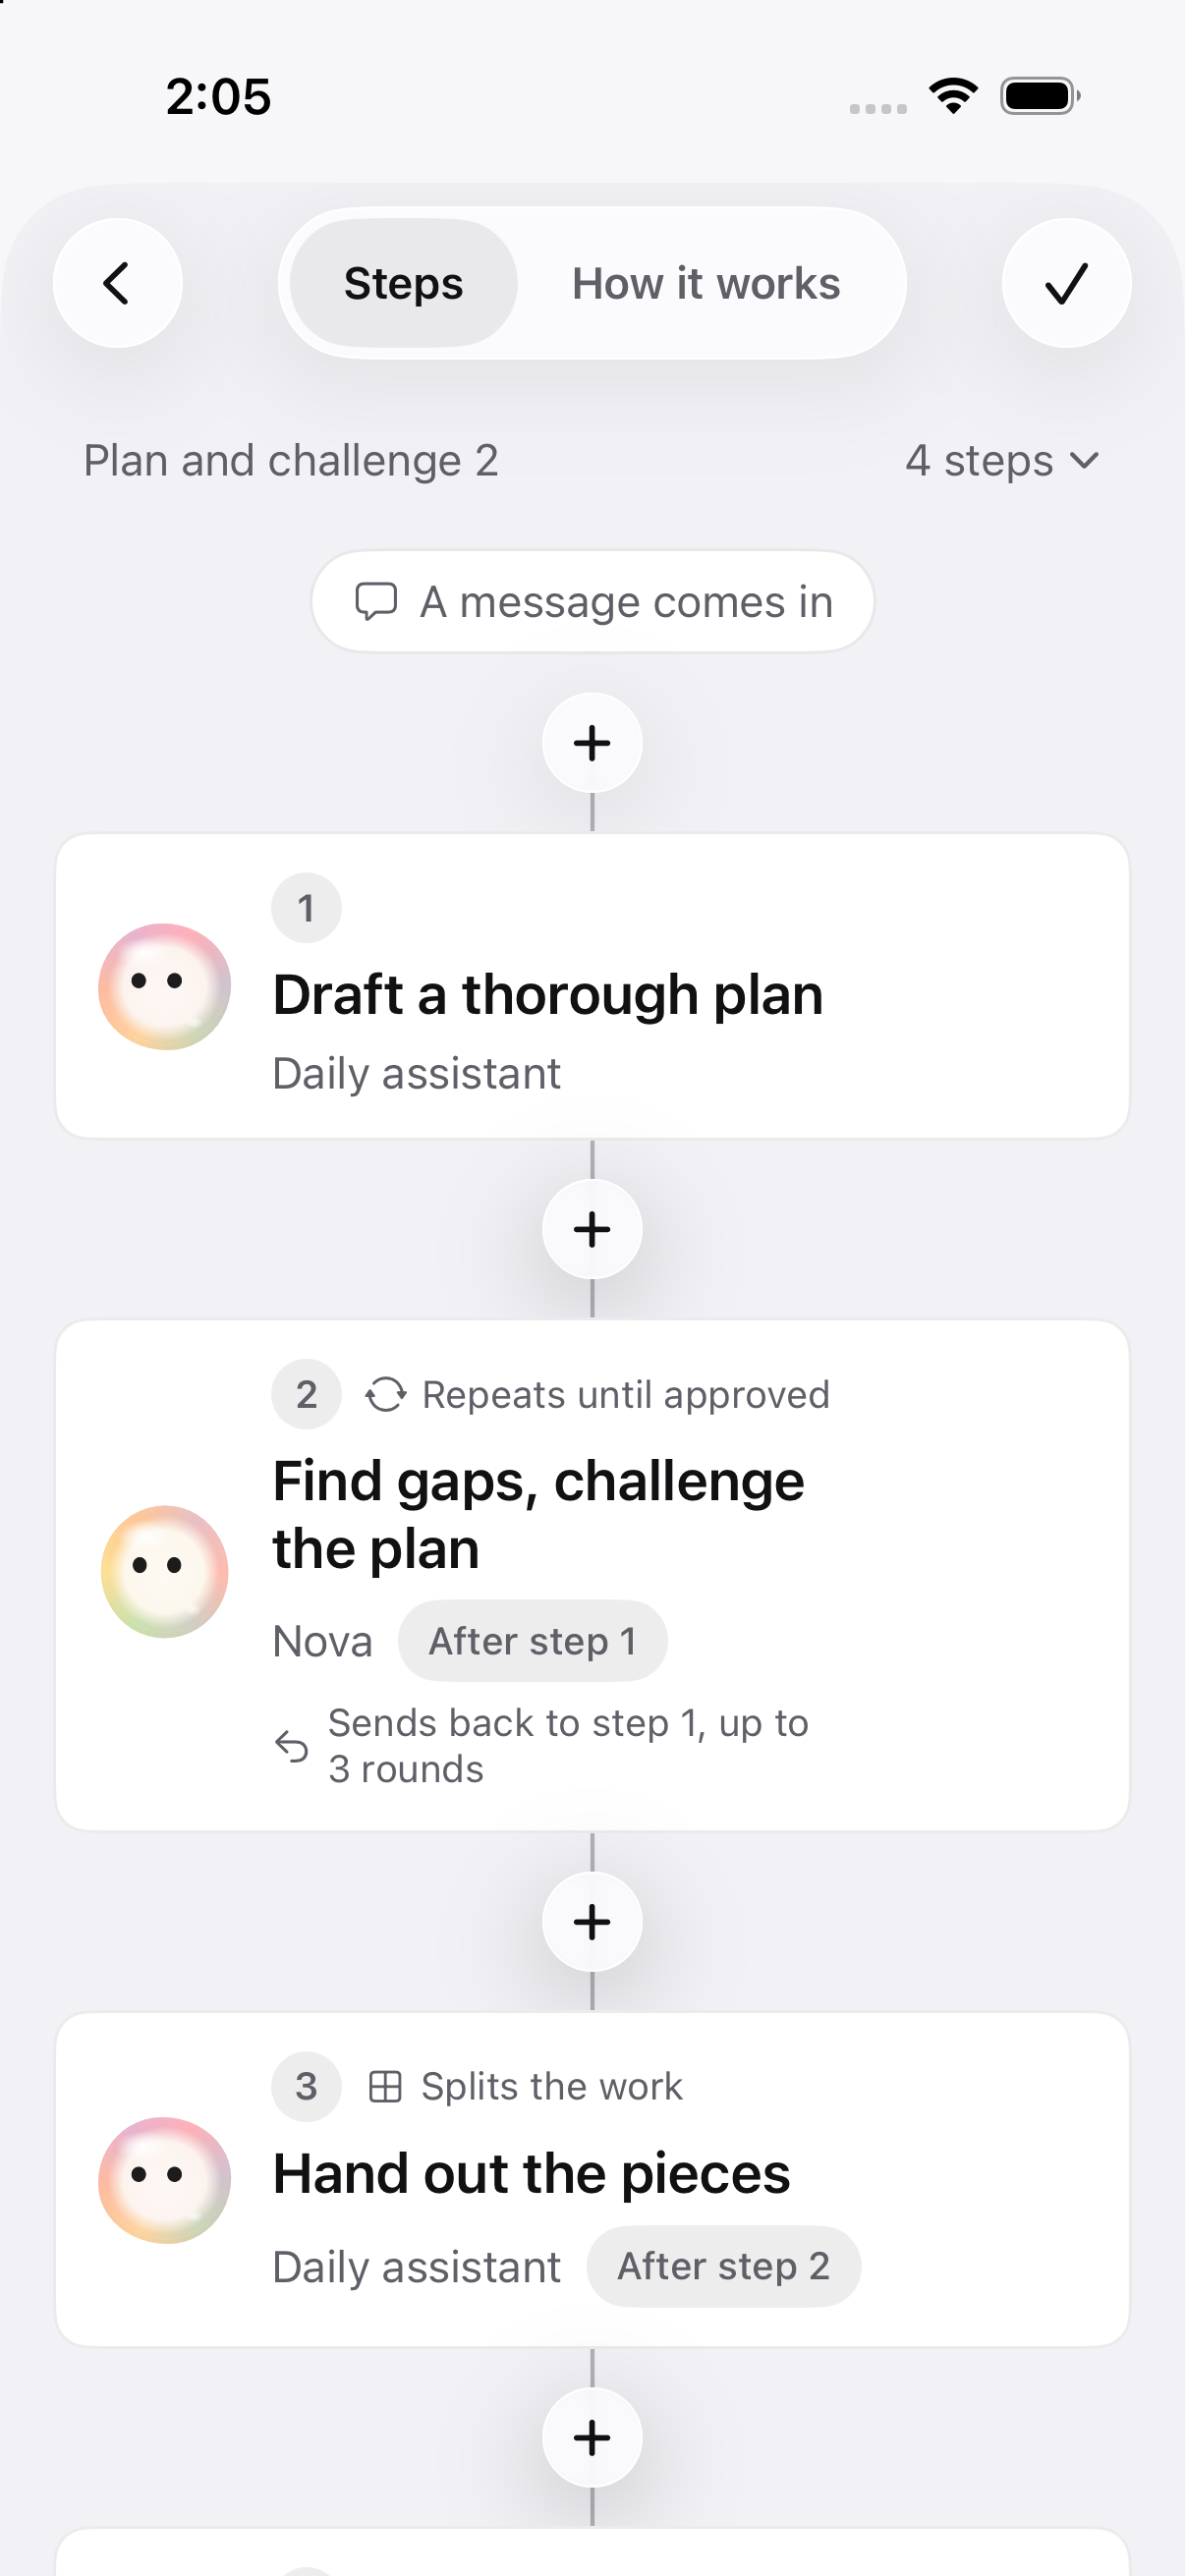 2:05
Steps
How it works
Plan and challenge 2
4 steps
A message comes in
1
Draft a thorough plan
Daily assistant
2 Repeats until approved
Find gaps, challenge
the plan
Nova After step 1
Sends back to step 1, up to
3 rounds
3 Splits the work
Hand out the pieces
Daily assistant After step 2